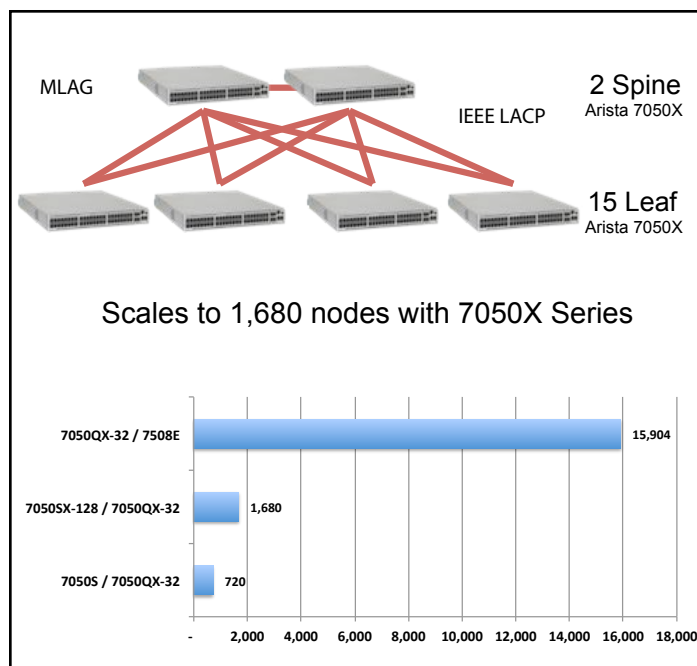 MLAG
2 Spine
Arista 7050X
IEEE LACP
15 Leaf
Arista 7050X
Scales to 1,680 nodes with 7050X Series
7050QX-32 / 7508E
15,904
7050SX-128 / 7050QX-32
1,680
7050S / 7050QX-32
720
- 2,000 4,000 6,000 8,000 10,000 12,000 14,000 16,000 18,000